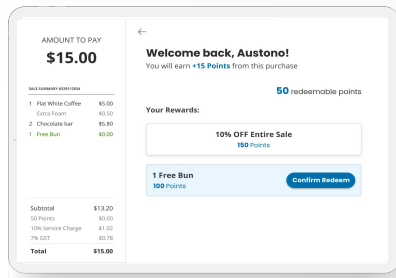 AMOUNT TO PAY
$15.00
SALE SUMMARY #329112934
1 Flat White Coffee $5.00
Extra Foam $0.50
2 Chocolate bar $5.80
1 Free Bun $0.00
Subtotal $13.20
50 Points $0.00
10% Service Charge $1.02
7% GST $0.78
Total $15.00
Welcome back, Austono!
You will earn +15 Points from this purchase
50 redeemable points
Your Rewards:
10% OFF Entire Sale
150 Points
1 Free Bun
100 Points
Confirm Redeem